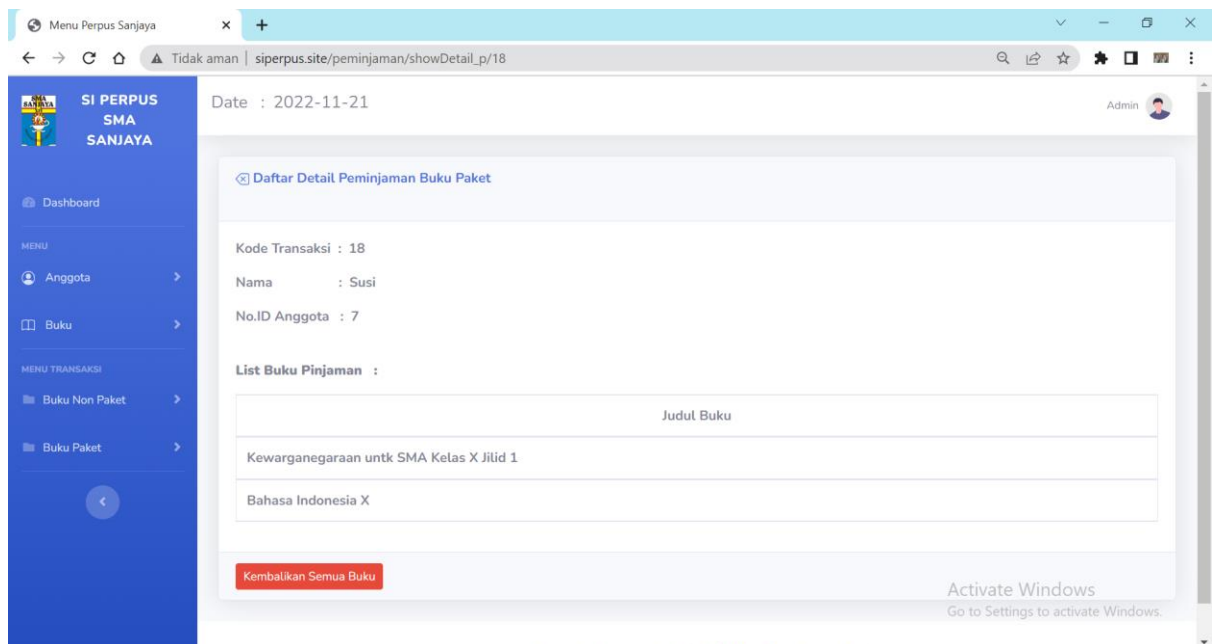 Menu Perpus Sanjaya
Tidak aman | siperpus.site/peminjaman/showDetail_p/18
SMA
SANJAYA
SI PERPUS
SMA
SANJAYA
Date : 2022-11-21
Admin
Dashboard
MENU
Anggota
Buku
MENU TRANSAKSI
Buku Non Paket
Buku Paket
Daftar Detail Peminjaman Buku Paket
Kode Transaksi : 18
Nama : Susi
No.ID Anggota : 7
List Buku Pinjaman :
Judul Buku
Kewarganegaraan untk SMA Kelas X Jilid 1
Bahasa Indonesia X
Kembalikan Semua Buku
Activate Windows
Go to Settings to activate Windows.